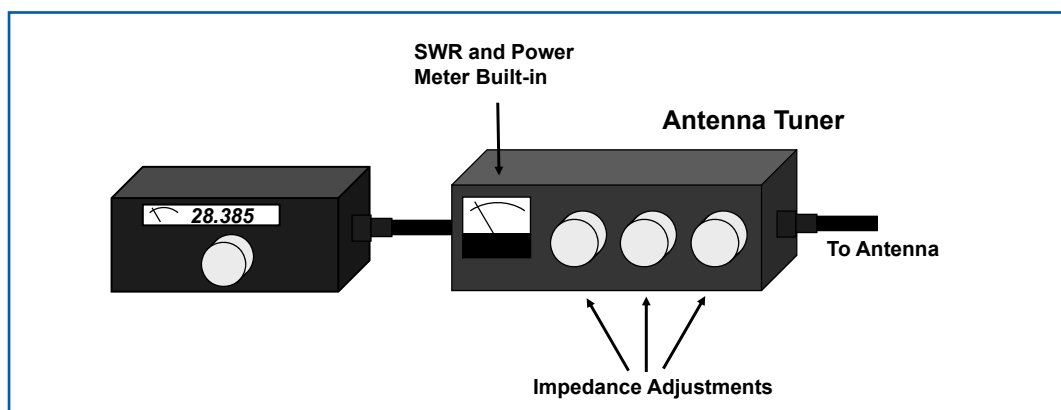 SWR and Power
Meter Built-in
Antenna Tuner
28.385
To Antenna
Impedance Adjustments